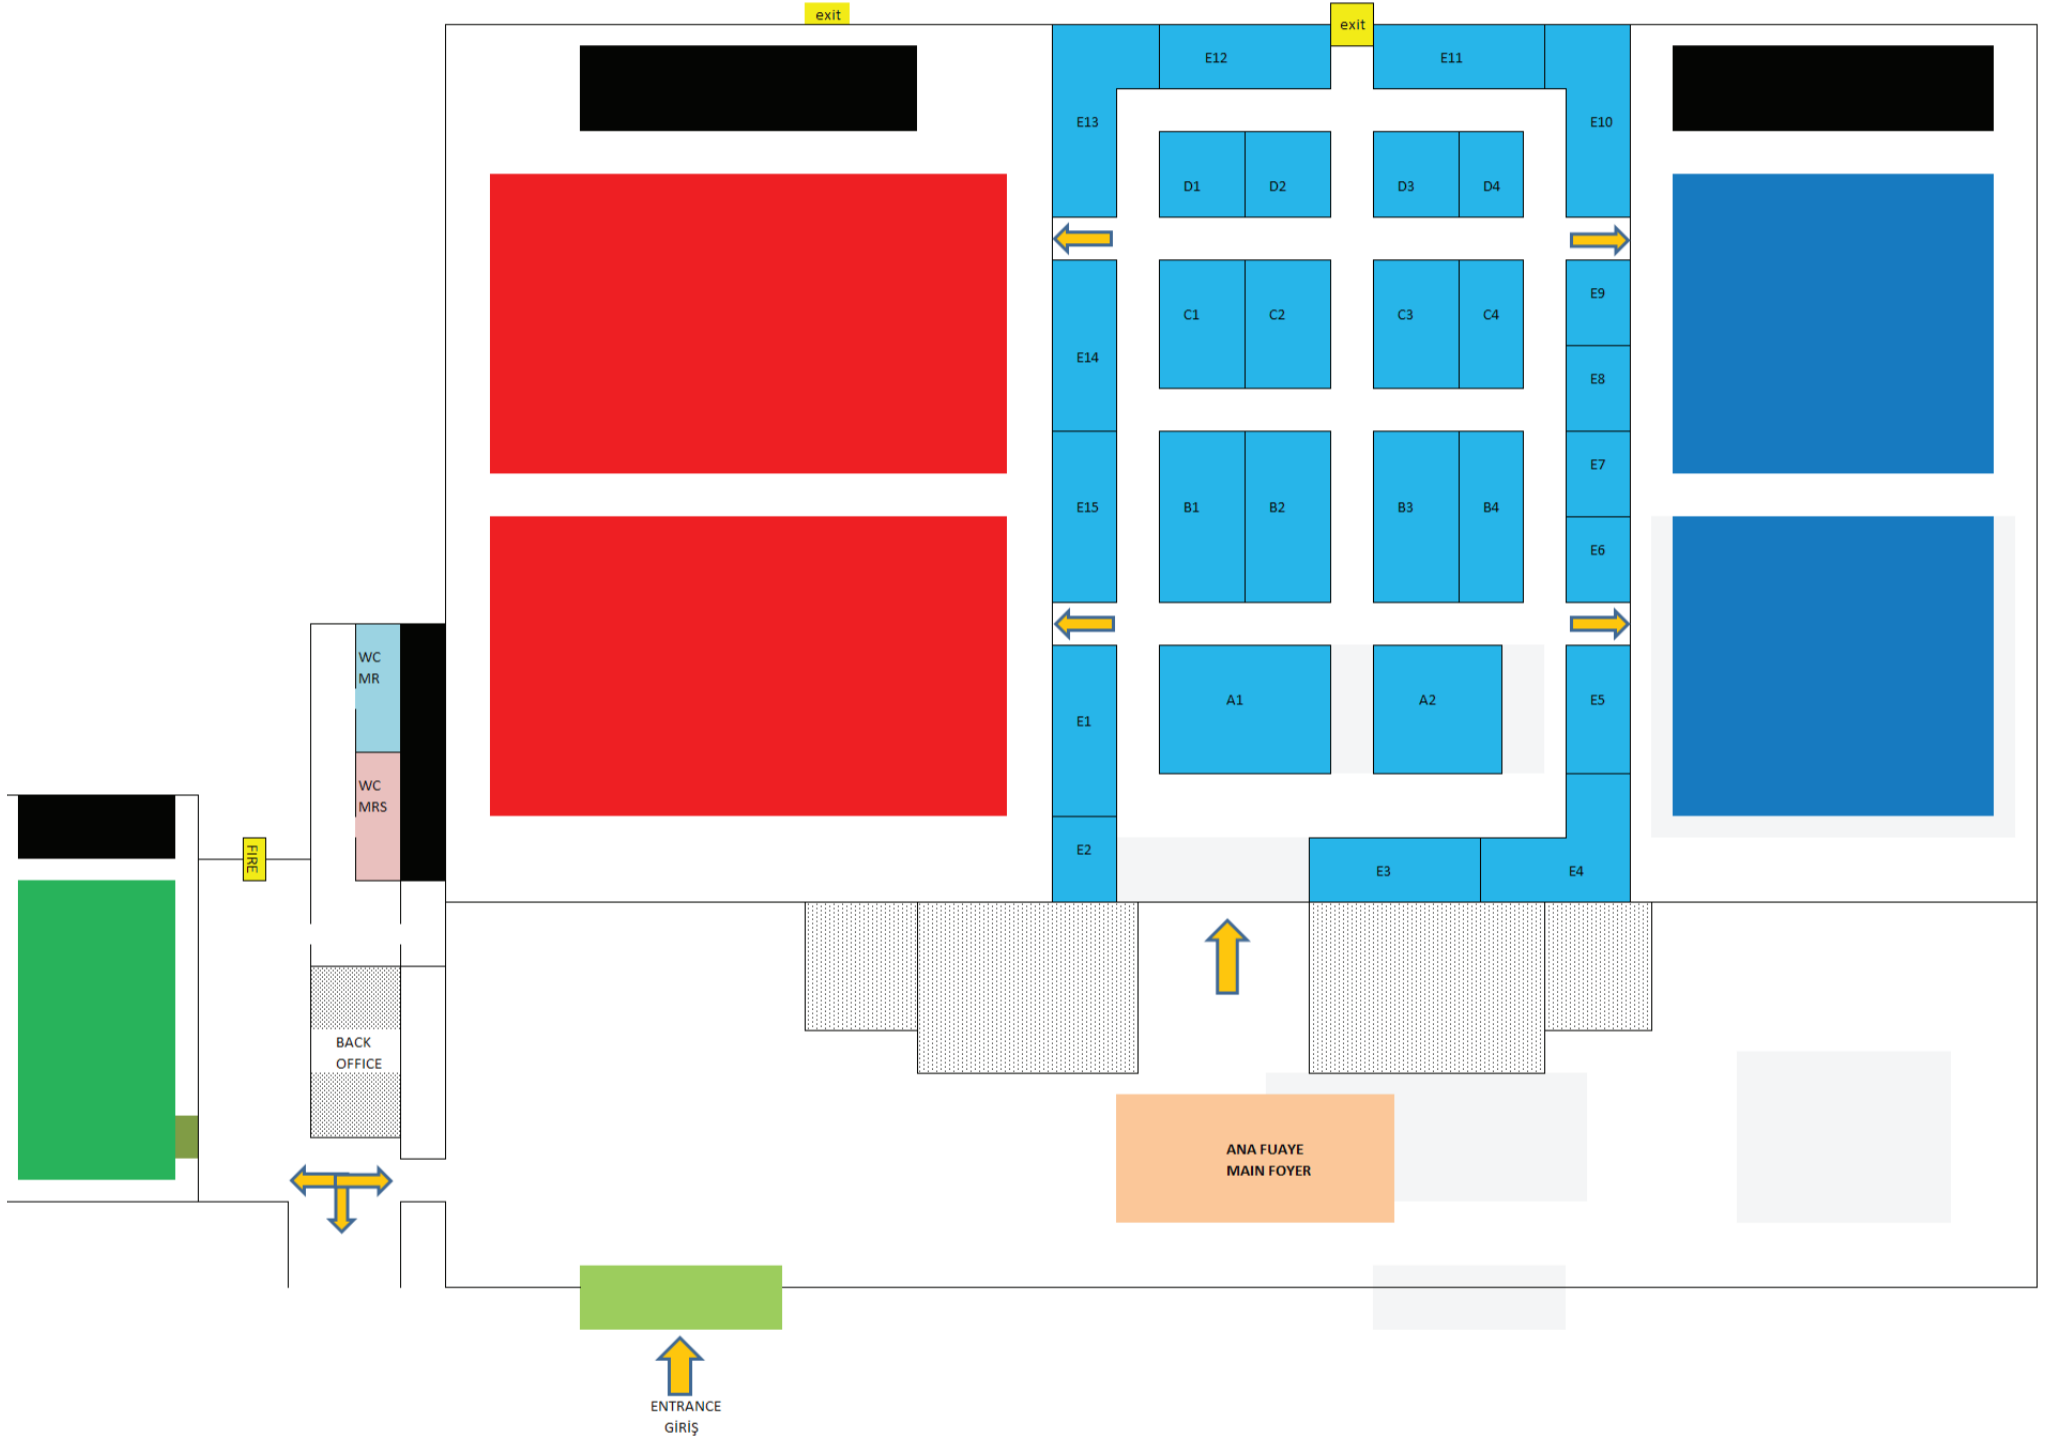 exit
exit
E12
E11
E13
E10
D1
D2
D3
D4
E9
C1
C2
C3
C4
E14
E8
E7
E15
B1
B2
B3
B4
E6
WC
MR
A1
A2
E5
E1
WC
MRS
FIRE
E2
E3
E4
BACK
OFFICE
ANA FUAYE
MAIN FOYER
ENTRANCE
GİRİŞ